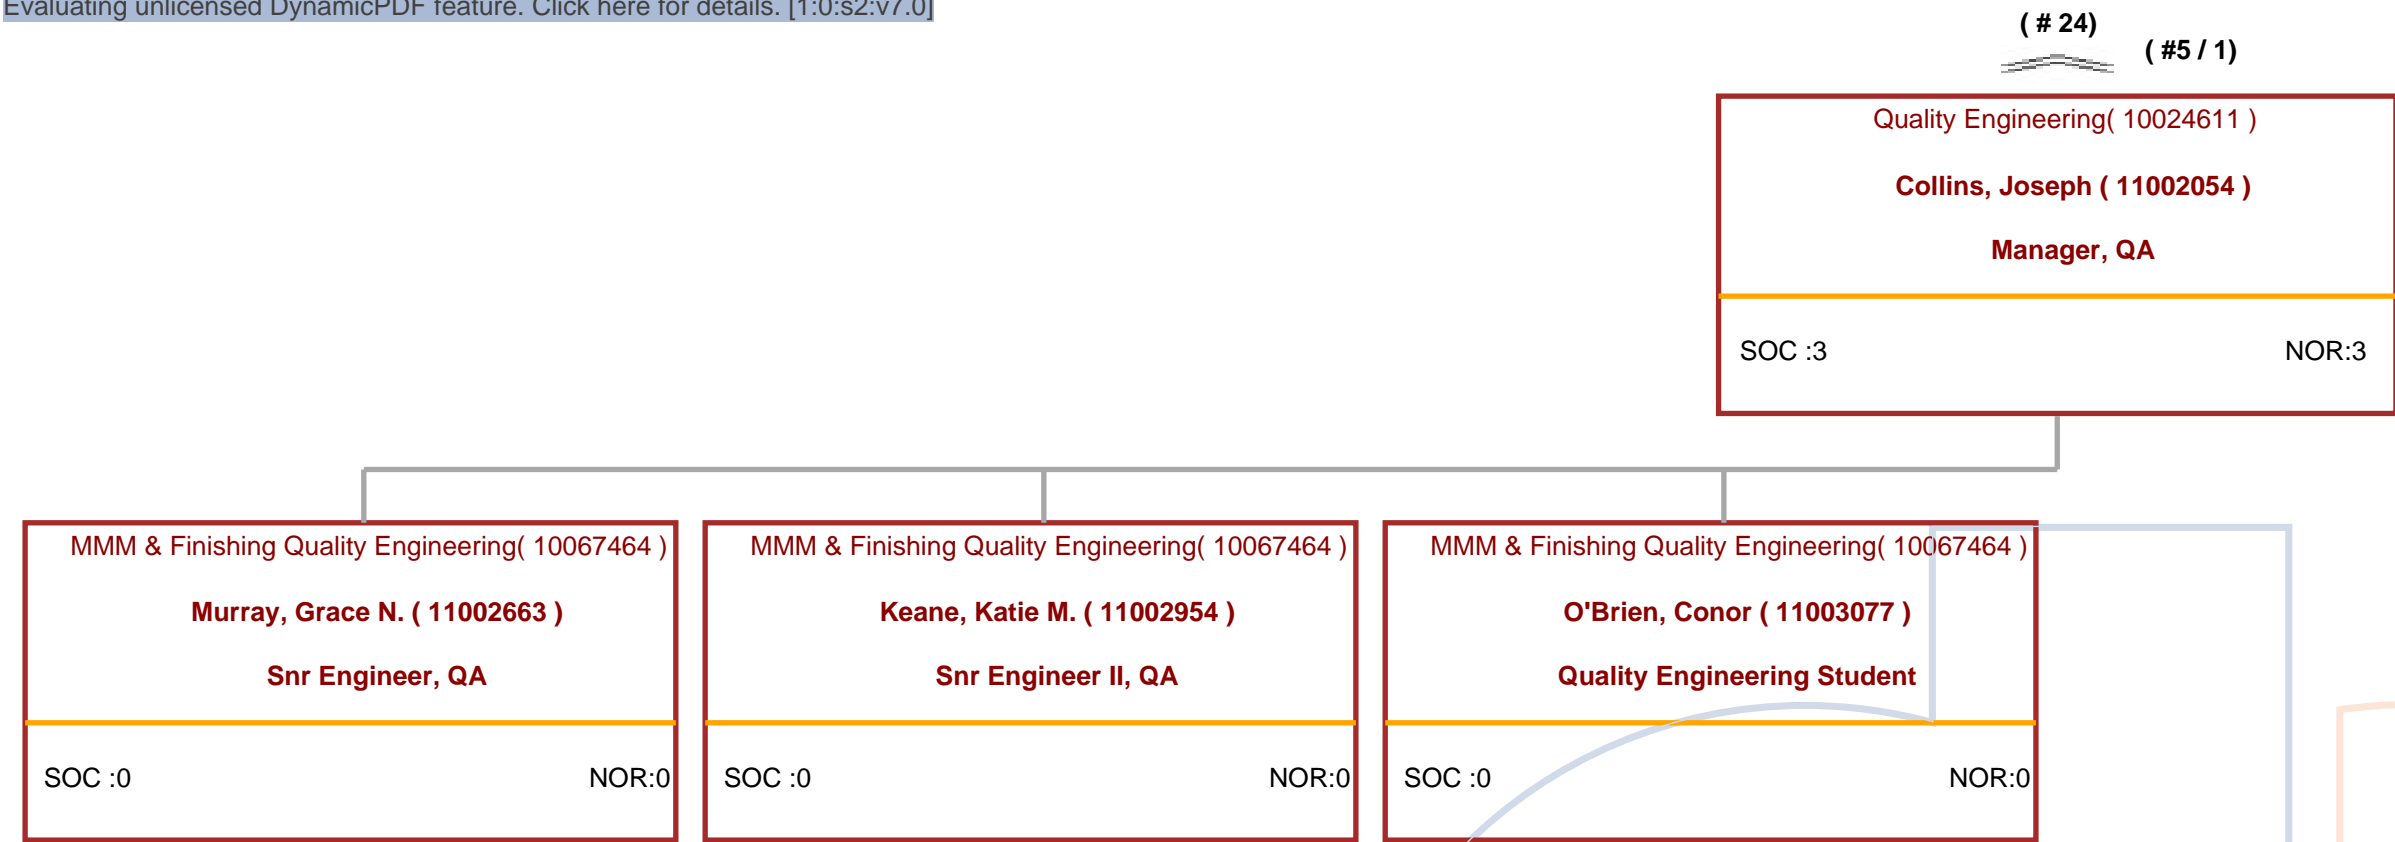 Evaluating unlicensed DynamicPDF feature. Click here for details. [1:0:s2:v7.0]
( # 24)
( #5 / 1)
Quality Engineering( 10024611 )
Collins, Joseph ( 11002054 )
Manager, QA
SOC :3 NOR:3
MMM & Finishing Quality Engineering( 10067464 )
Murray, Grace N. ( 11002663 )
Snr Engineer, QA
SOC :0 NOR:0
MMM & Finishing Quality Engineering( 10067464 )
Keane, Katie M. ( 11002954 )
Snr Engineer II, QA
SOC :0 NOR:0
MMM & Finishing Quality Engineering( 10067464 )
O'Brien, Conor ( 11003077 )
Quality Engineering Student
SOC :0 NOR:0